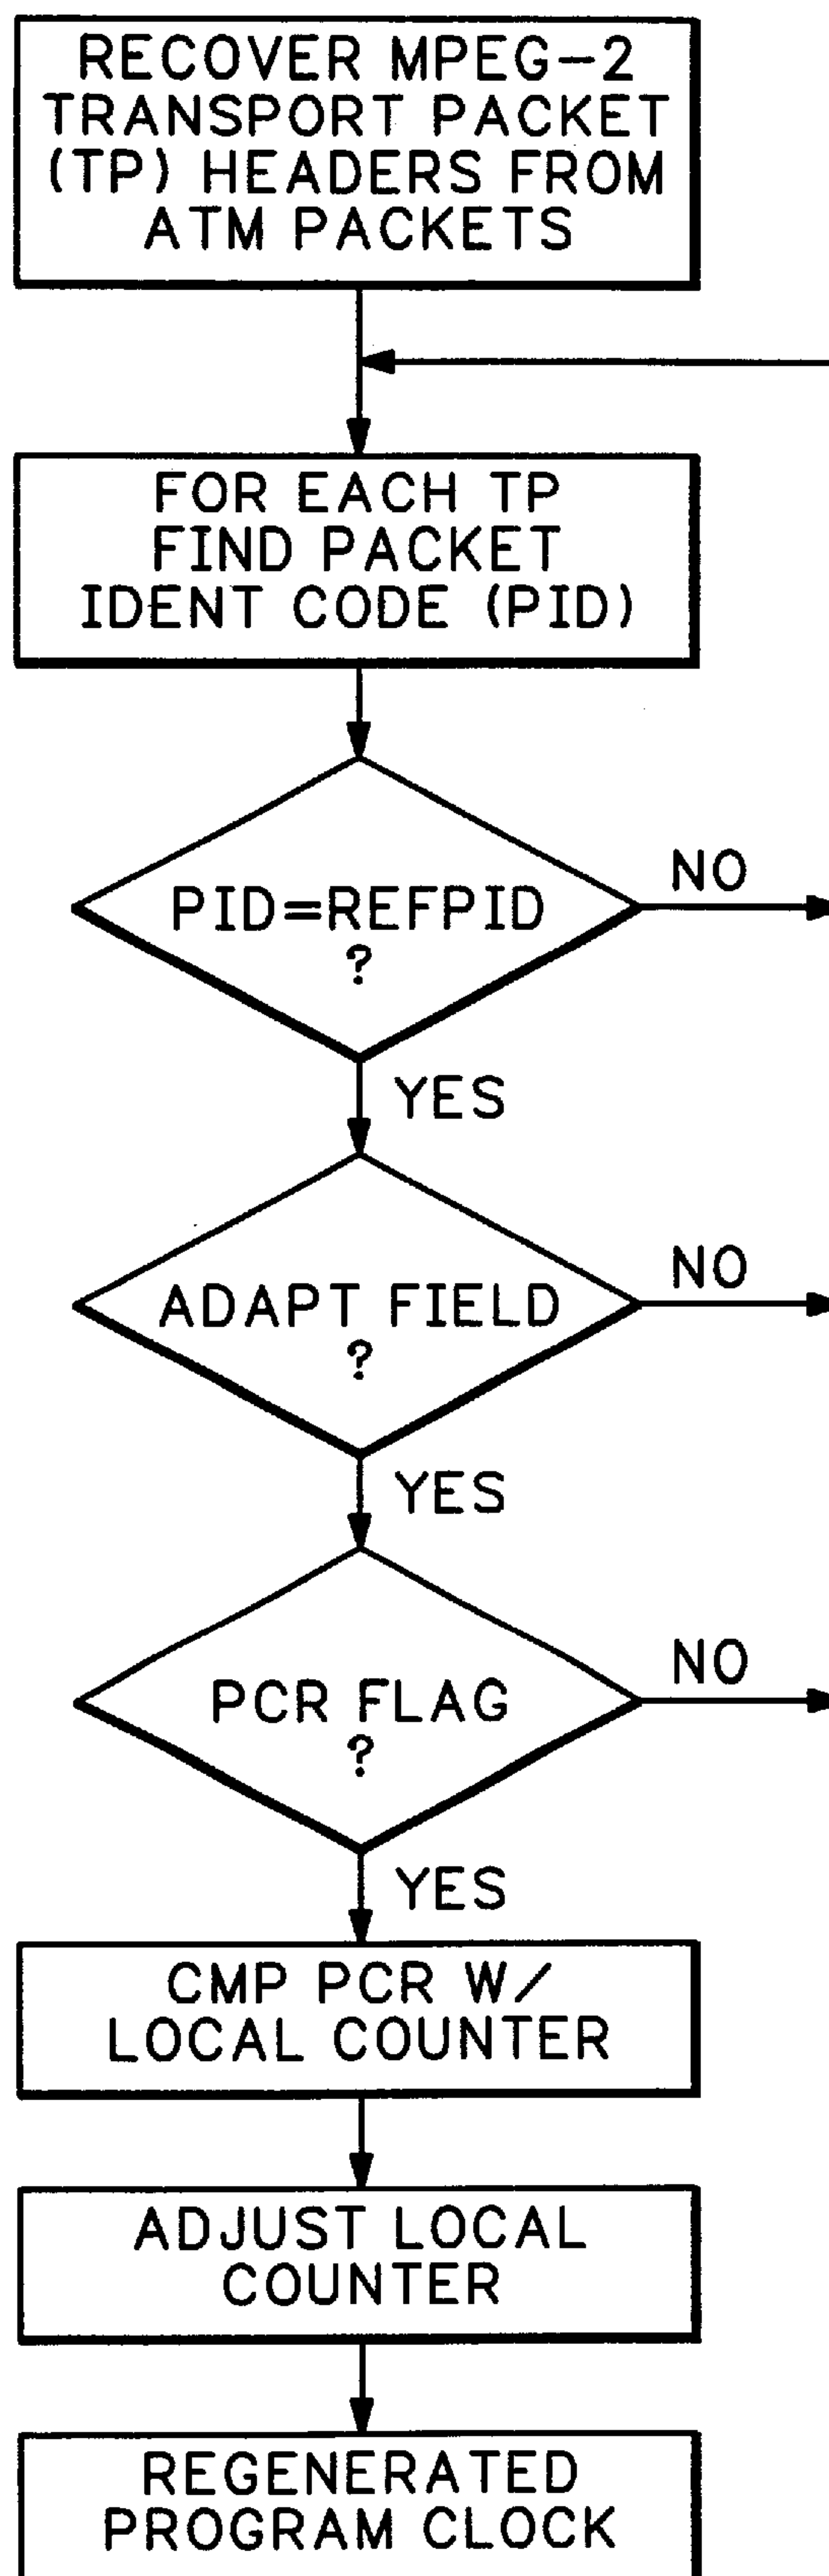 RECOVER MPEG-2
TRANSPORT PACKET
(TP) HEADERS FROM
ATM PACKETS
FOR EACH TP
FIND PACKET
IDENT CODE (PID)
PID=REFPID
?
NO
YES
ADAPT FIELD
?
NO
YES
PCR FLAG
?
NO
YES
CMP PCR W/
LOCAL COUNTER
ADJUST LOCAL
COUNTER
REGENERATED
PROGRAM CLOCK